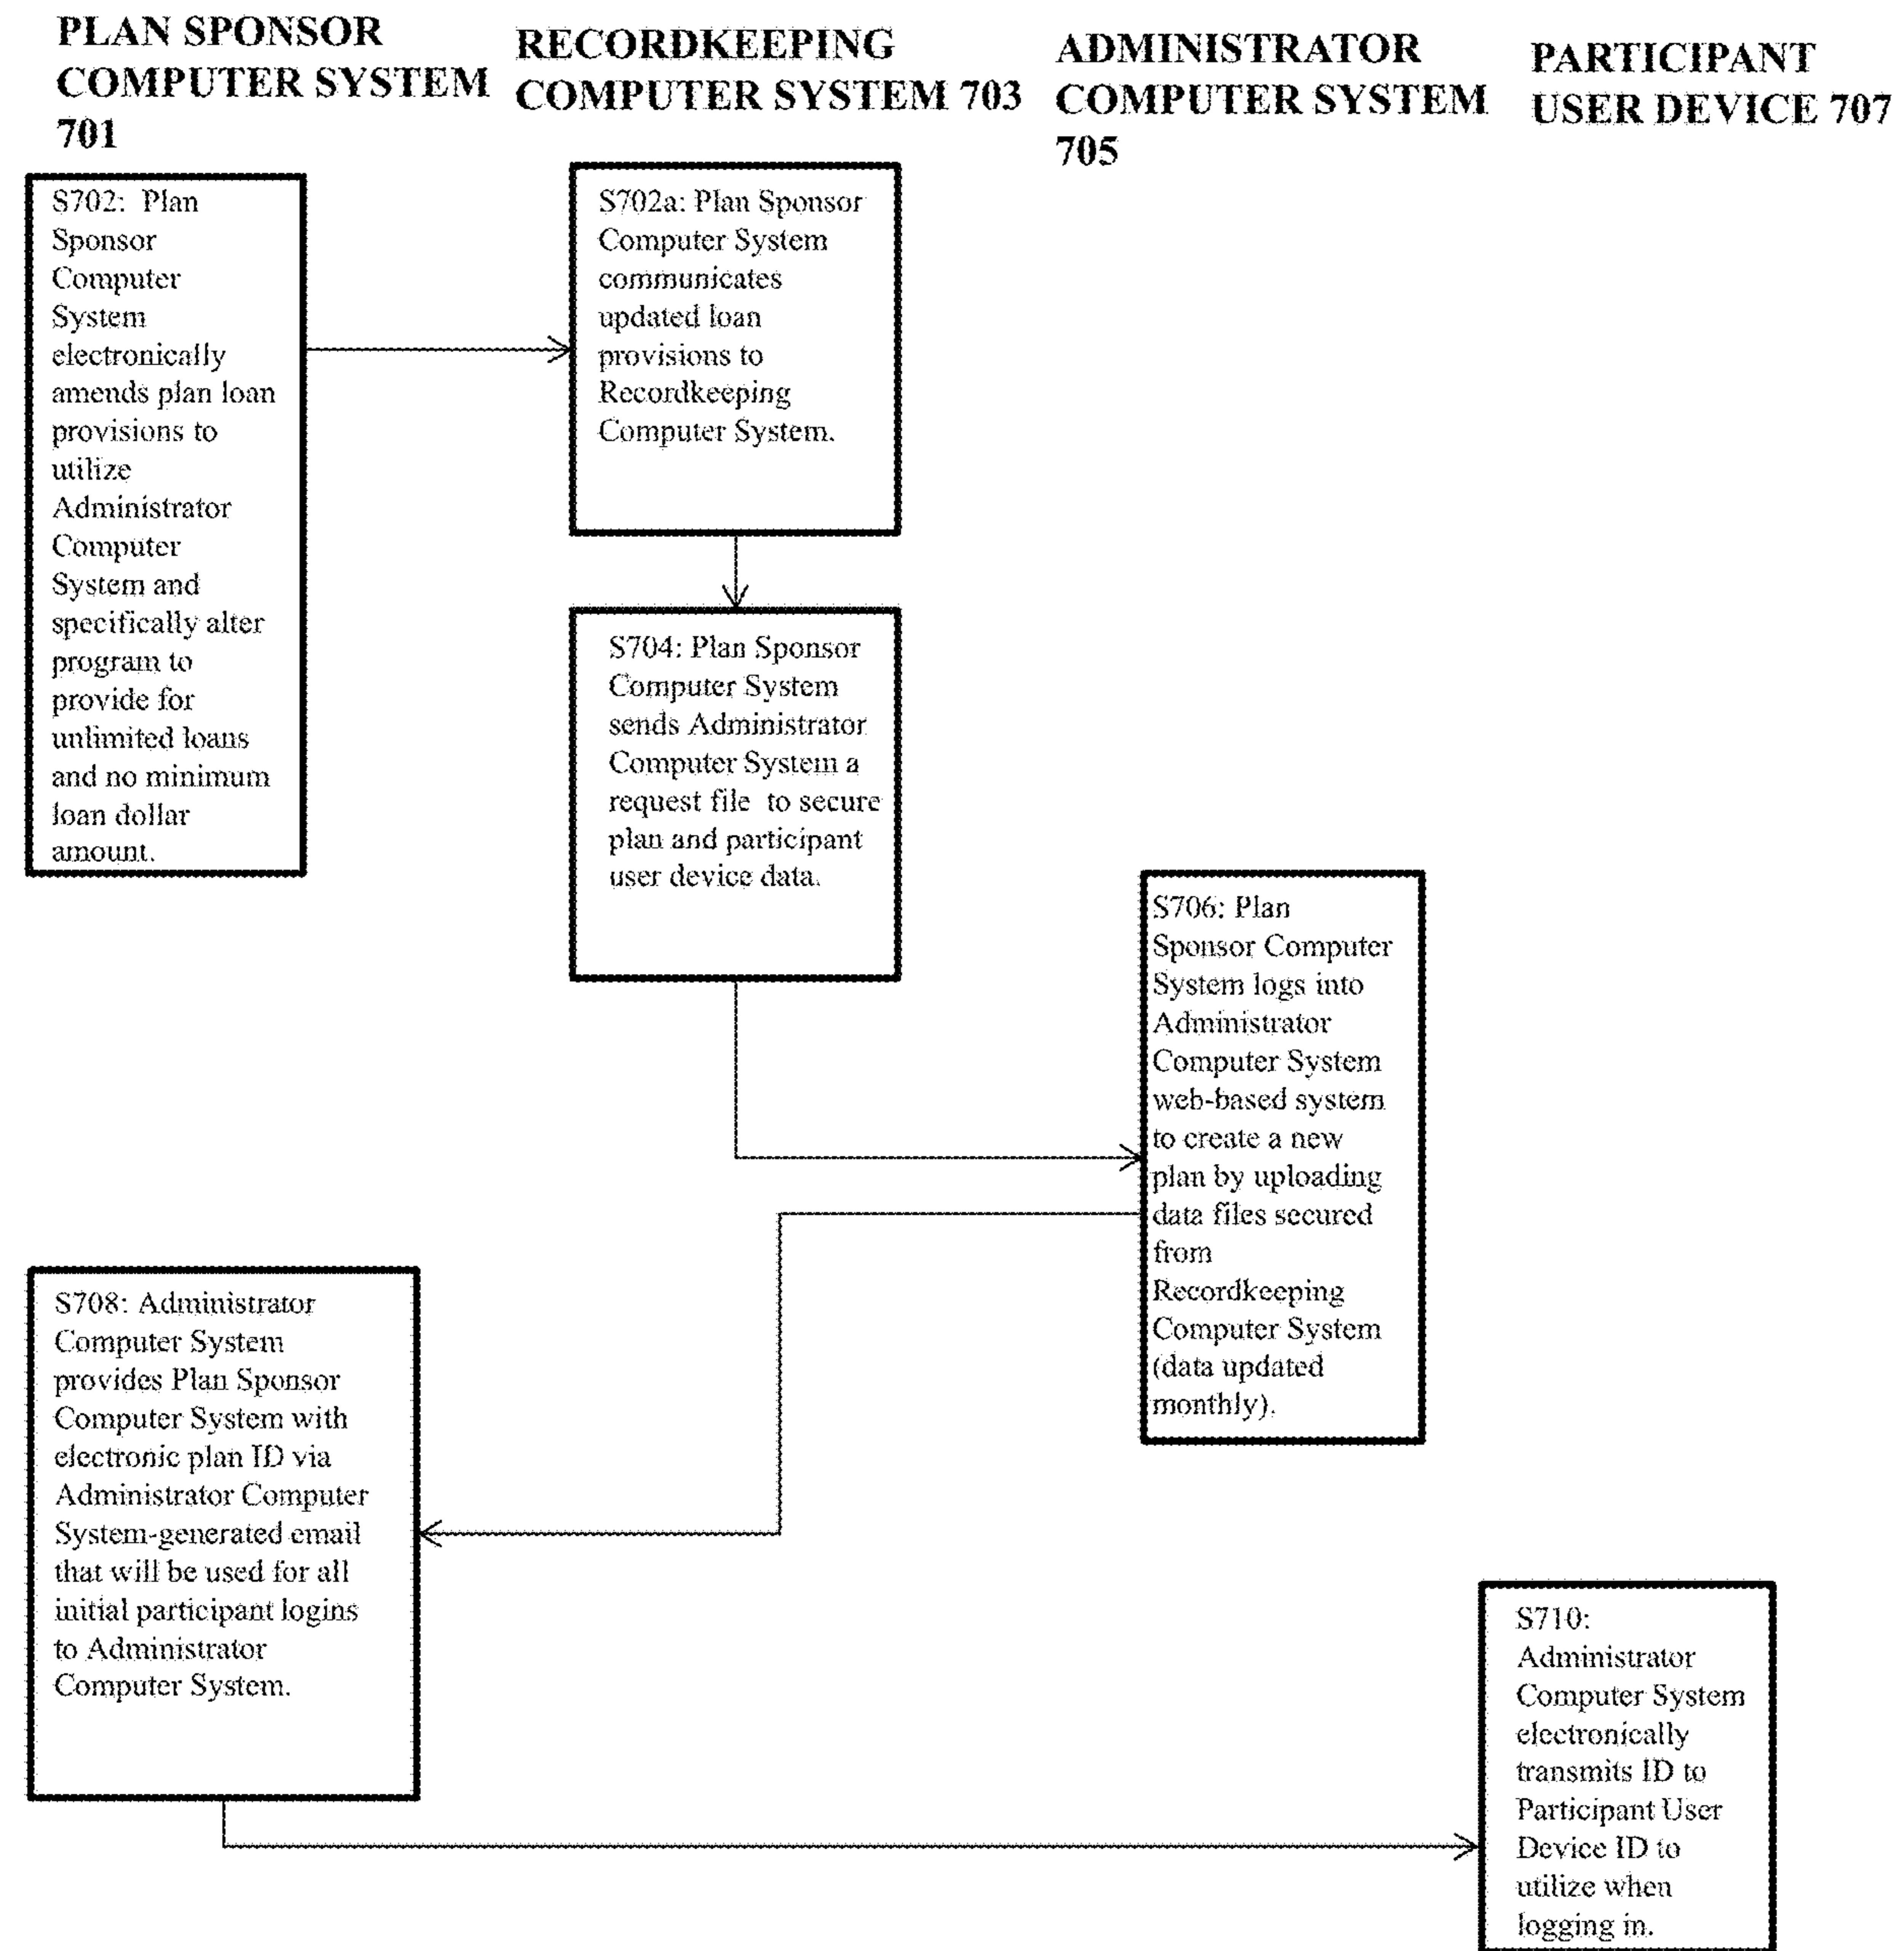 PLAN SPONSOR
COMPUTER SYSTEM
701
RECORDKEEPING
COMPUTER SYSTEM 703
ADMINISTRATOR
COMPUTER SYSTEM
705
PARTICIPANT
USER DEVICE 707
S702: Plan
Sponsor
Computer
System
electronically
amends plan loan
provisions to
utilize
Administrator
Computer
System and
specifically alter
program to
provide for
unlimited loans
and no minimum
loan dollar
amount.
S702a: Plan Sponsor
Computer System
communicates
updated loan
provisions to
Recordkeeping
Computer System.
S704: Plan Sponsor
Computer System
sends Administrator
Computer System a
request file to secure
plan and participant
user device data.
S706: Plan
Sponsor Computer
System logs into
Administrator
Computer System
web-based system
to create a new
plan by uploading
data files secured
from
Recordkeeping
Computer System
(data updated
monthly).
S708: Administrator
Computer System
provides Plan Sponsor
Computer System with
electronic plan ID via
Administrator Computer
System-generated email
that will be used for all
initial participant logins
to Administrator
Computer System.
S710:
Administrator
Computer System
electronically
transmits ID to
Participant User
Device ID to
utilize when
logging in.